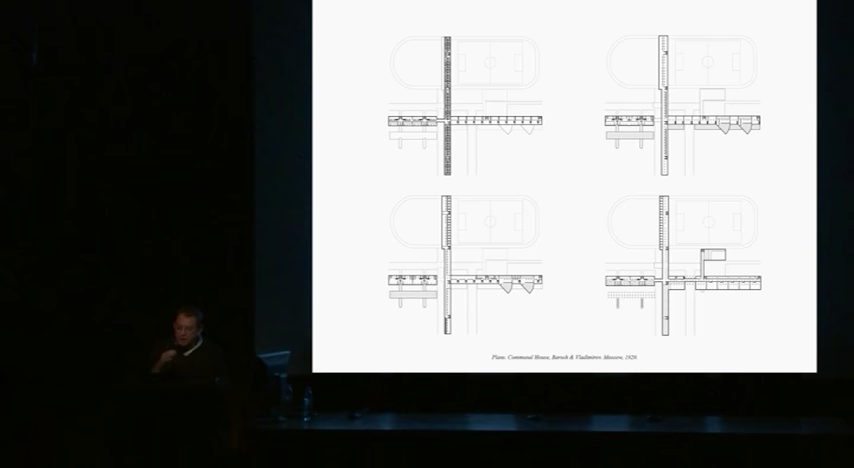 Plans. Communal House, Barsch & Vladimirov. Moscow, 1929.